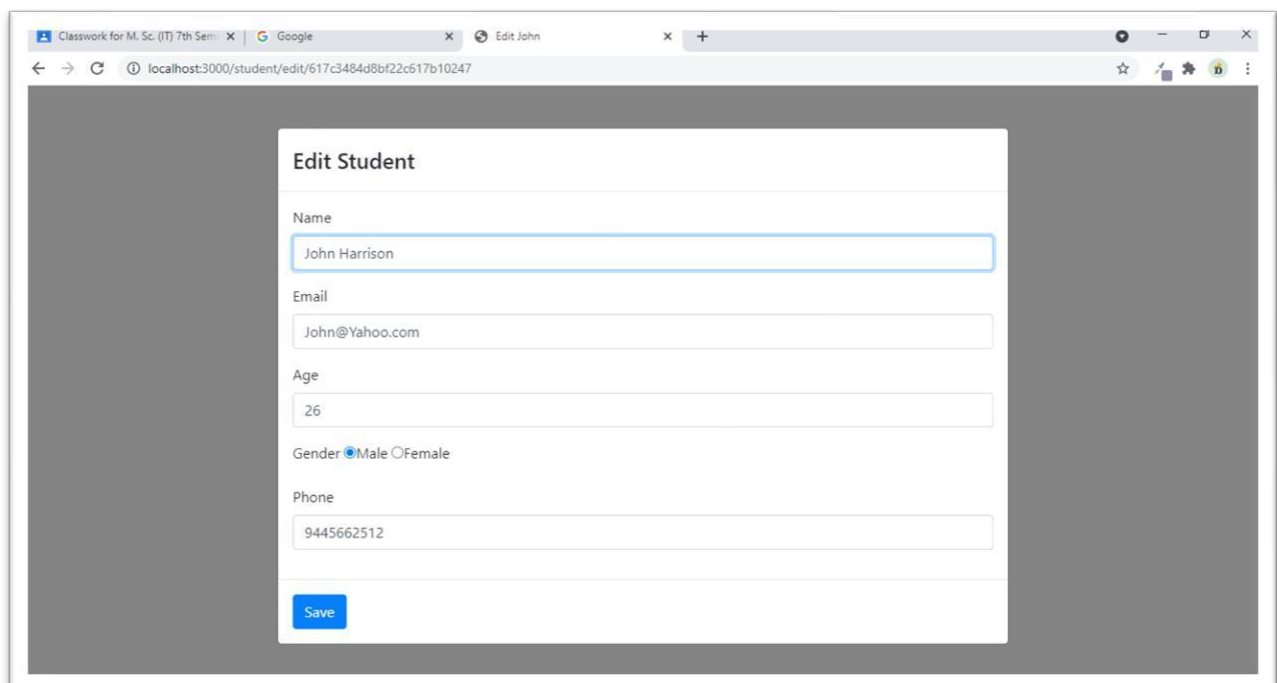 Classwork for M. Sc. (IT) 7th Sem
Google
Edit John
localhost:3000/student/edit/617c3484d8bf22c617b10247
Edit Student
Name
John Harrison
Email
John@Yahoo.com
Age
26
Gender Male Female
Phone
9445662512
Save